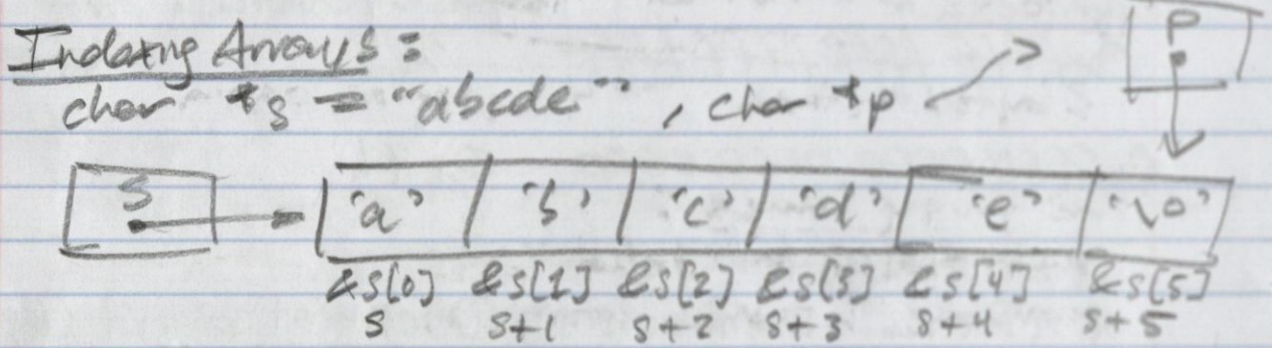 Indexing Arrays:
char *s = "abcde", char *p
p
s
'a' 'b' 'c' 'd' 'e' '\0'
&s[0] &s[1] &s[2] &s[3] &s[4] &s[5]
s s+1 s+2 s+3 s+4 s+5